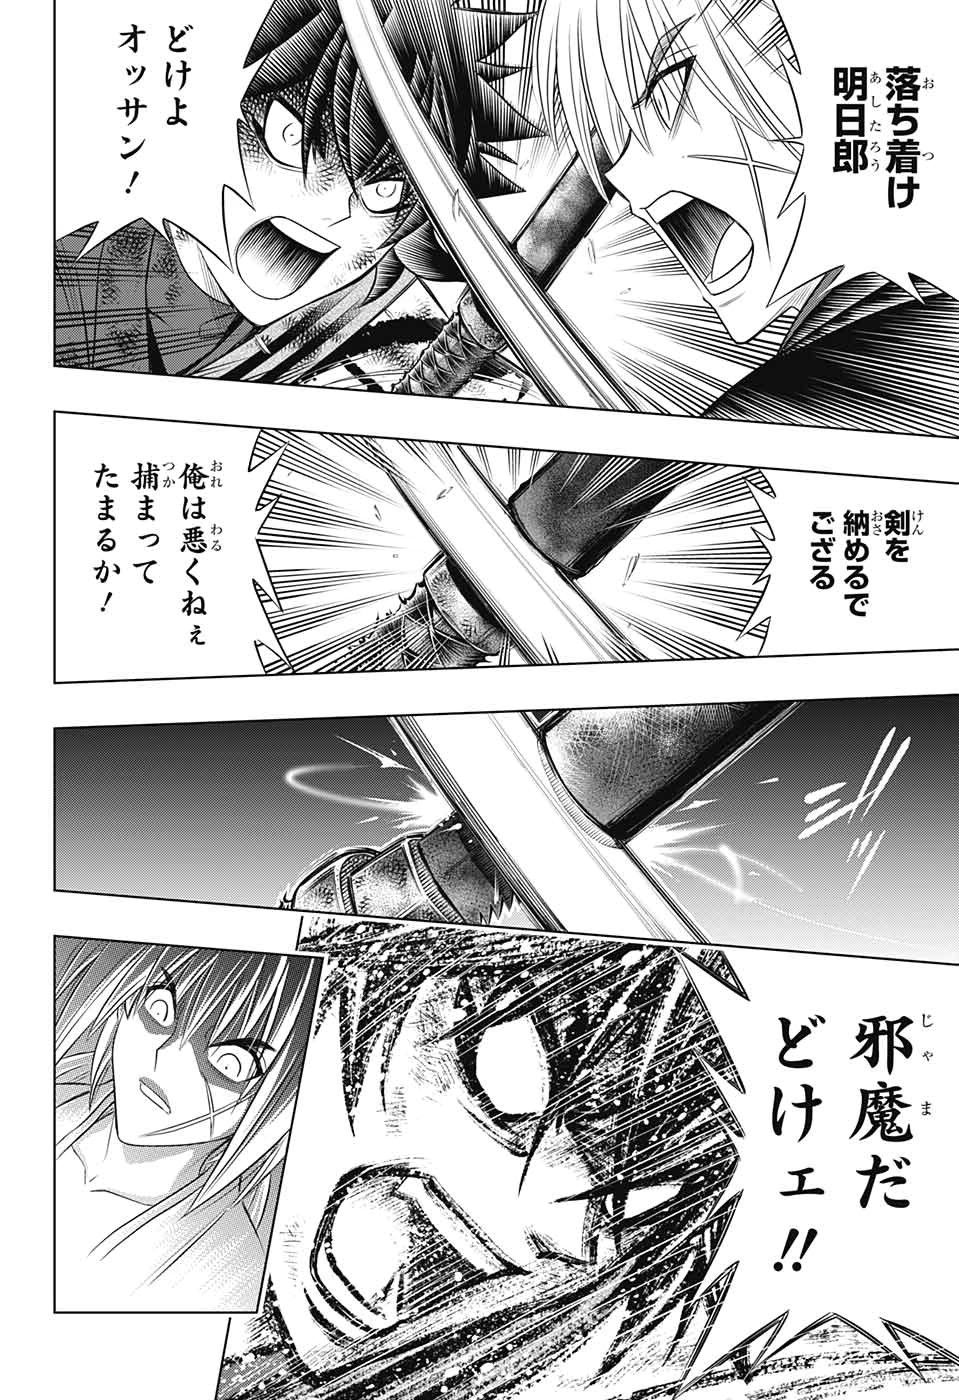 落ち着け
明日郎
どけよ
オッサン!
剣を
納めるで
ござる
俺は悪くねぇ
捕まって
たまるか!
邪魔だ
どけェ!!